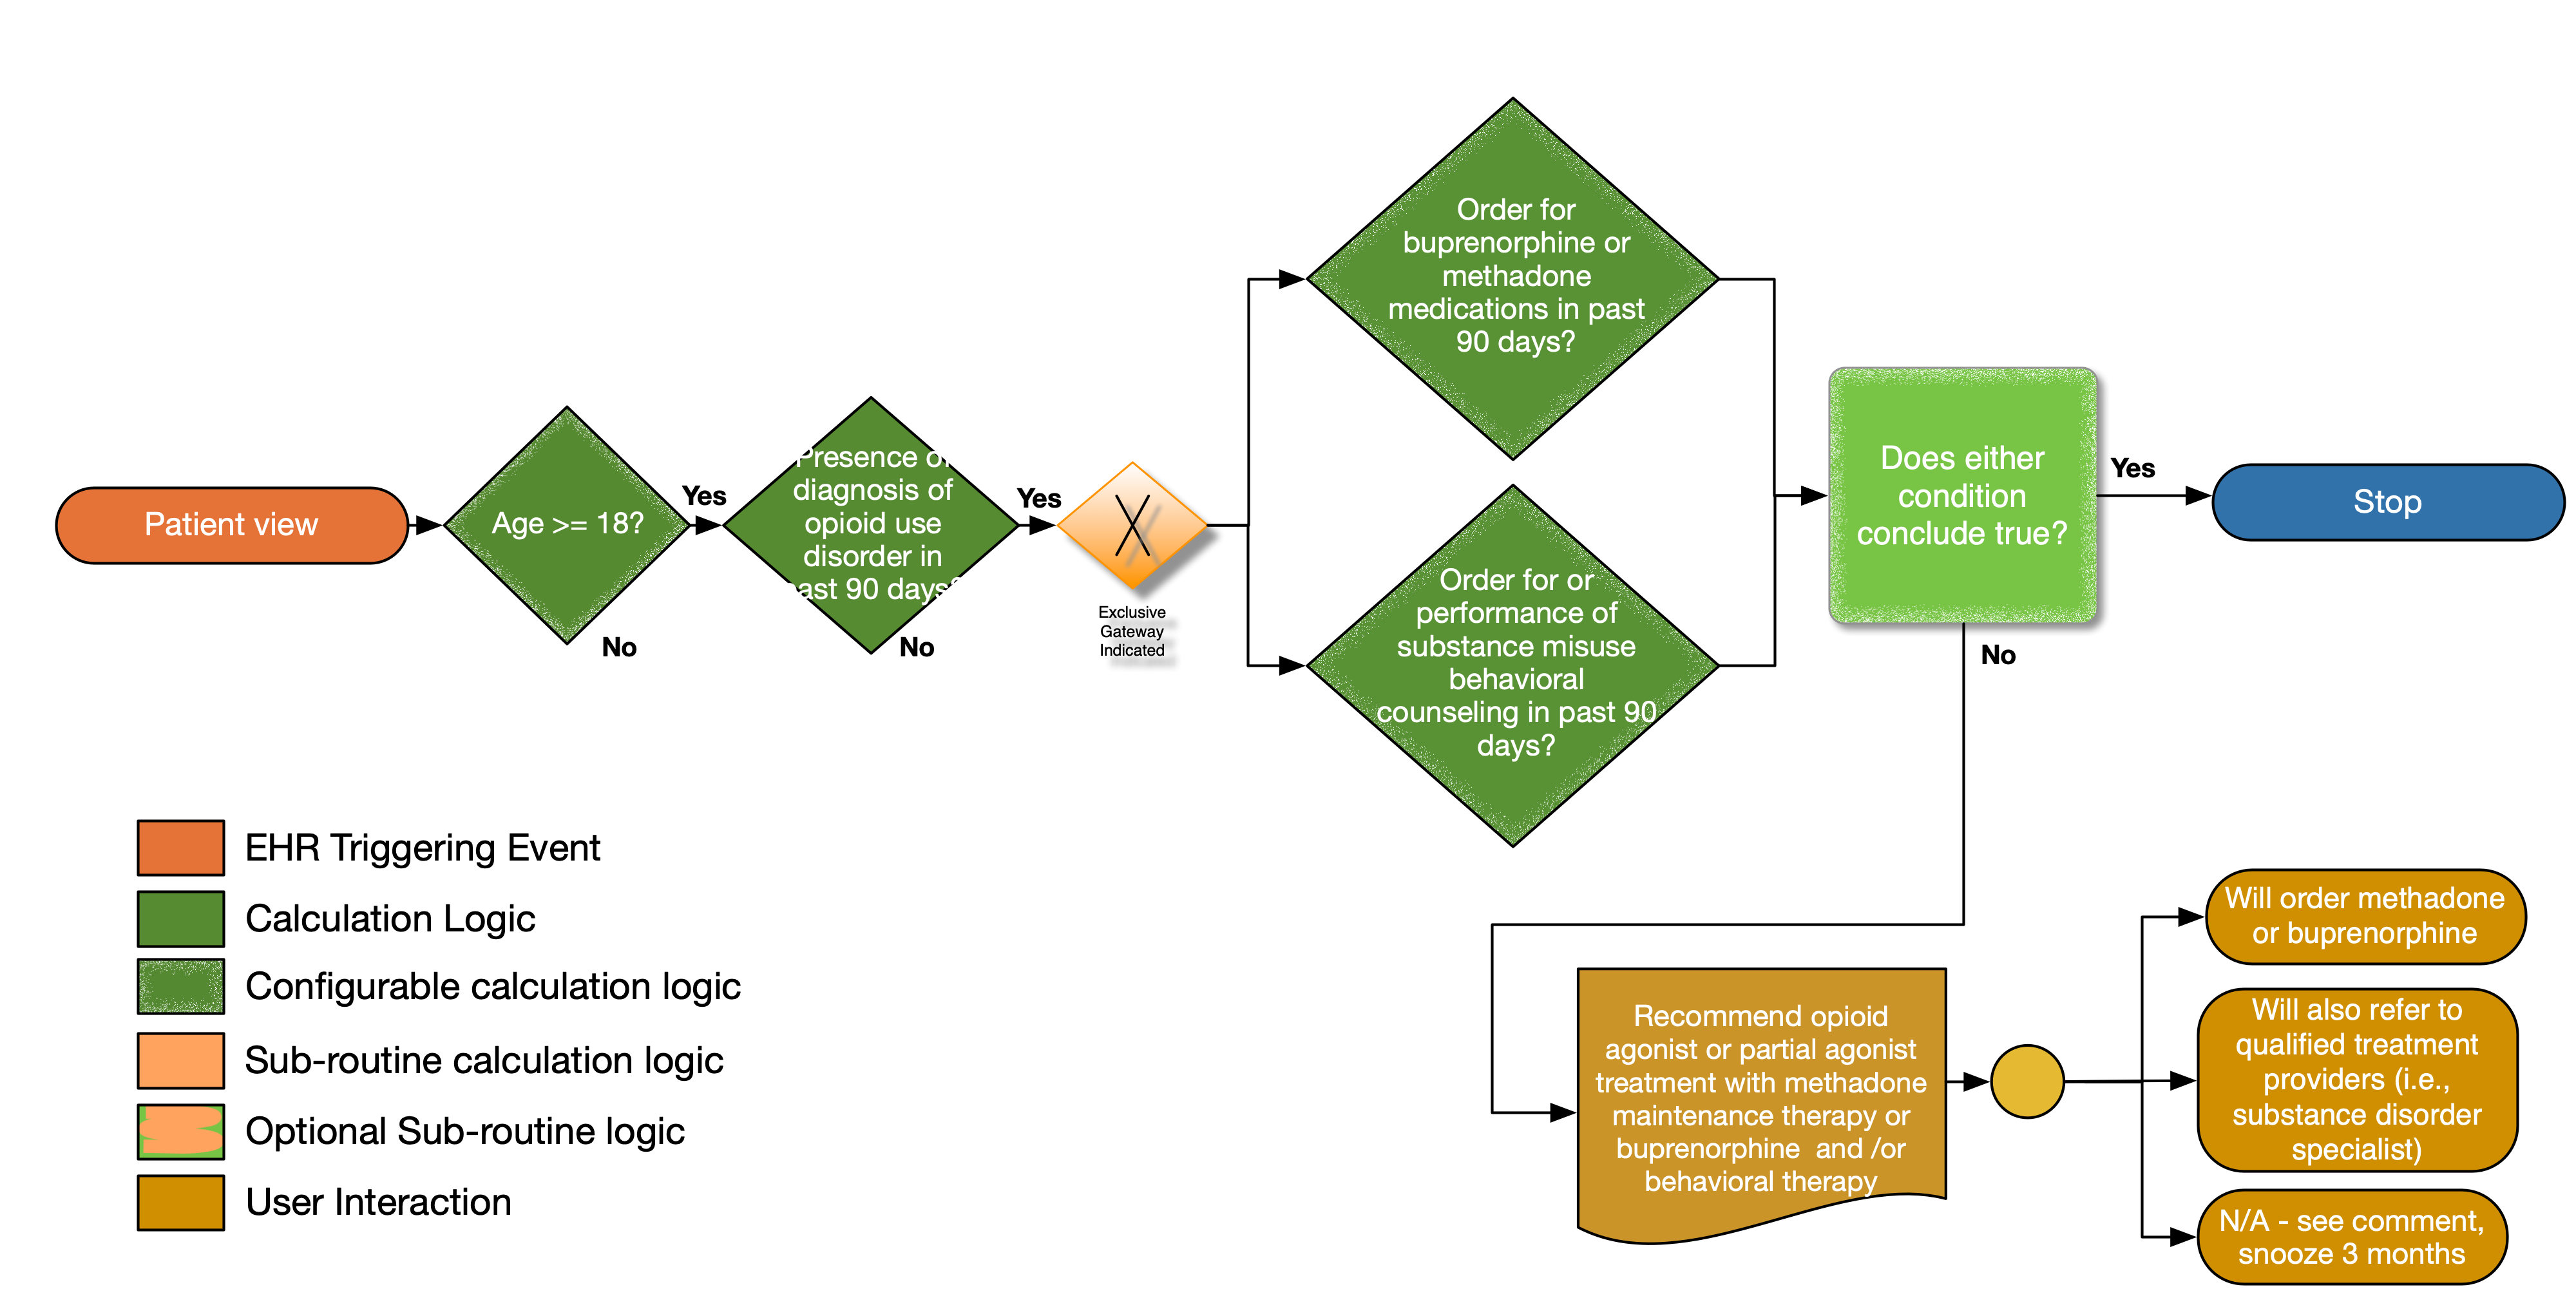 Patient view
Age >= 18?
Yes
No
Presence of
diagnosis of
opioid use
disorder in
past 90 days?
Yes
No
Exclusive
Gateway
Indicated
Order for
buprenorphine or
methadone
medications in past
90 days?
Order for or
performance of
substance misuse
behavioral
counseling in past 90
days?
Does either
condition
conclude true?
Yes
Stop
No
Recommend opioid
agonist or partial agonist
treatment with methadone
maintenance therapy or
buprenorphine and /or
behavioral therapy
Will order methadone
or buprenorphine
Will also refer to
qualified treatment
providers (i.e.,
substance disorder
specialist)
N/A - see comment,
snooze 3 months
EHR Triggering Event
Calculation Logic
Configurable calculation logic
Sub-routine calculation logic
Optional Sub-routine logic
User Interaction